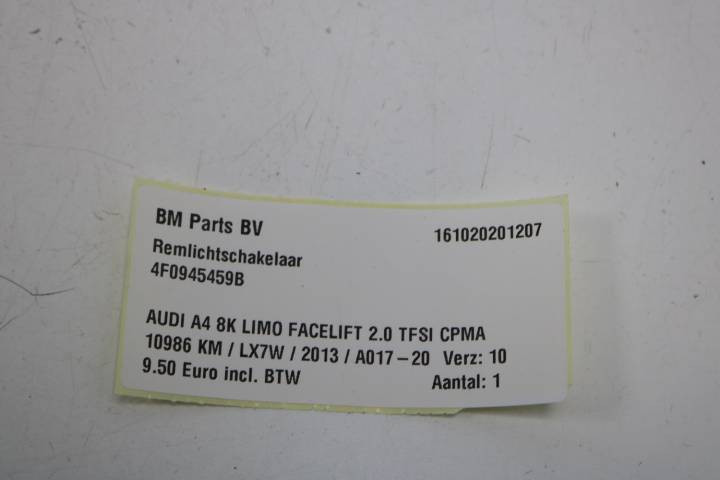 BM Parts BV 161020201207
Remlichtschakelaar
4F0945459B
AUDI A4 8K LIMO FACELIFT 2.0 TFSI CPMA
10986 KM / LX7W / 2013 / A017-20 Verz: 10
9.50 Euro incl. BTW Aantal: 1